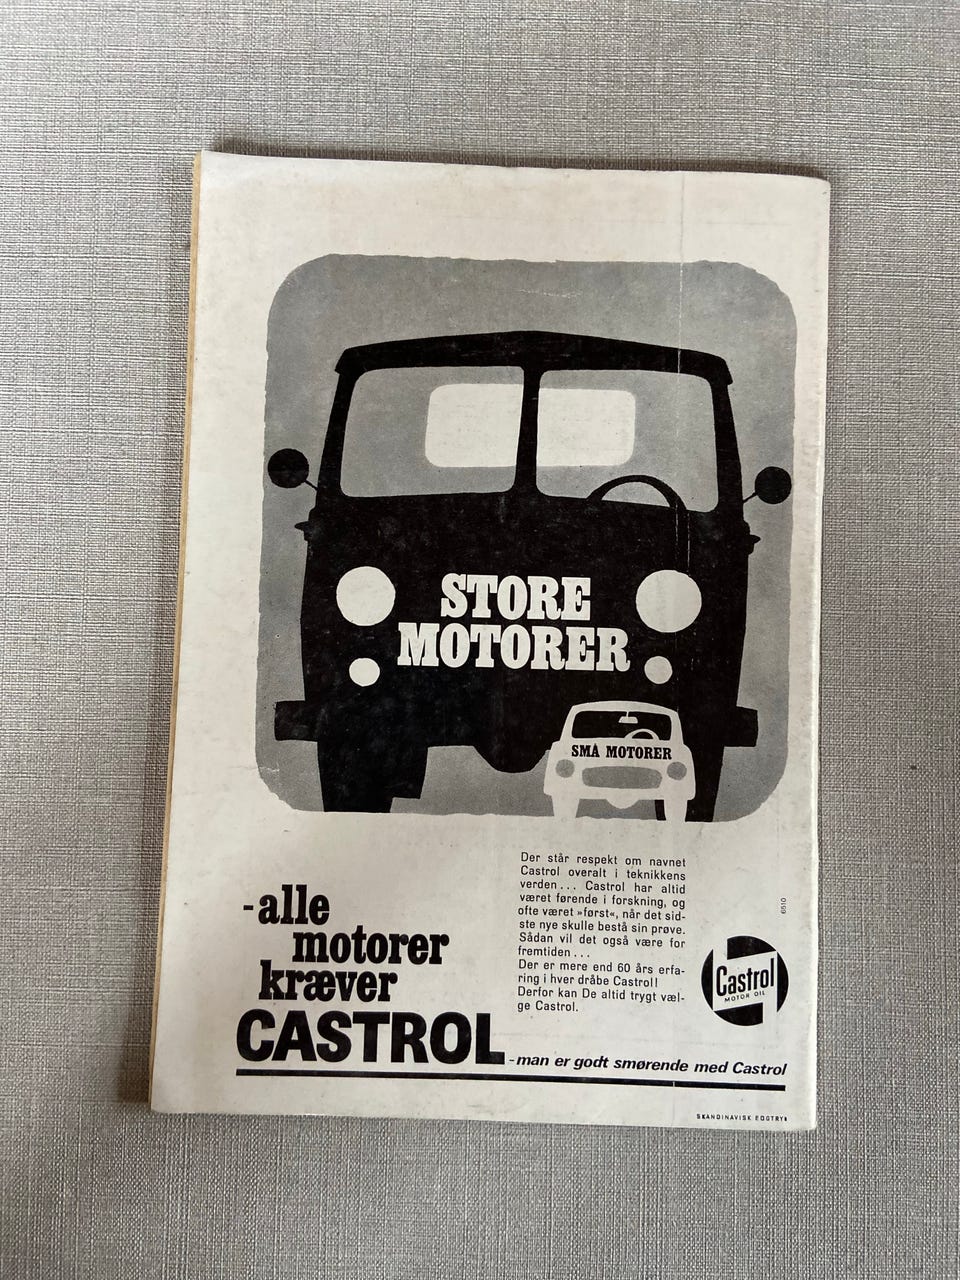 STORE
MOTORER
SMÅ MOTORER
-alle
motorer
kræver
CASTROL
Der står respekt om navnet
Castrol overalt i teknikkens
verden... Castrol har altid
været førende i forskning, og
ofte været »først«, når det sid-
ste nye skulle bestå sin prøve.
Sådan vil det også være for
fremtiden...
Der er mere end 60 års erfa-
ring i hver dråbe Castrol!
Derfor kan De altid trygt væl-
ge Castrol.
6510
Castrol
MOTOR OIL
-man er godt smørende med Castrol
SKANDINAVISK EOGTRYK